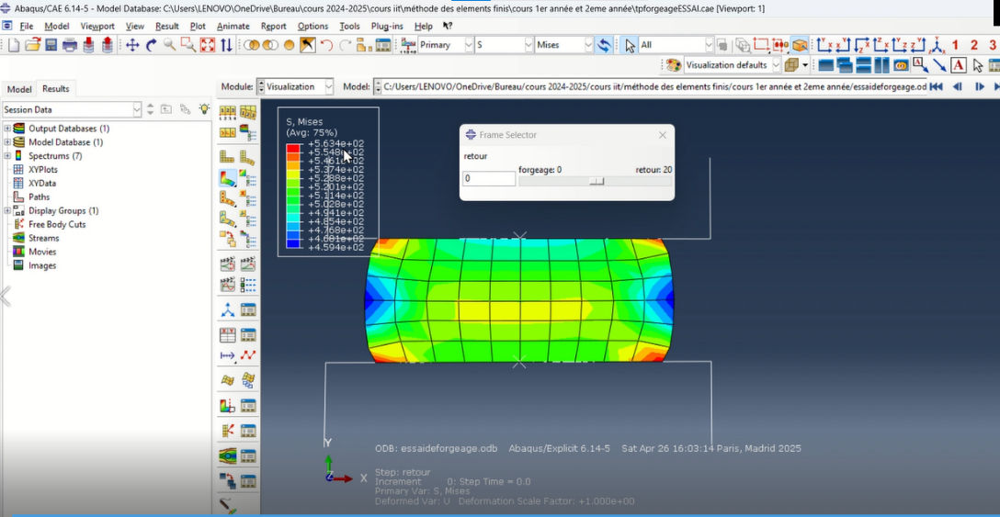 Abaqus/CAE 6.14-5 - Model Database: C:\Users\LENOVO\OneDrive\Bureau\cours 2024-2025\cours iit\méthode des elements finis\cours 1er année et 2eme année\tpforgeageESSAI.cae [Viewport: 1]
File Model Viewport View Result Plot Animate Report Options Tools Plug-ins Help
Primary S Mises All 1 2 3
Visualization defaults
Model Results Module: Visualization Model: C:/Users/LENOVO/OneDrive/Bureau/cours 2024-2025/cours iit/méthode des elements finis/cours 1er année et 2eme année/essaideforgeage.od
Session Data
Output Databases (1)
Model Database (1)
Spectrums (7)
XYPlots
XYData
Paths
Display Groups (1)
Free Body Cuts
Streams
Movies
Images
S, Mises
(Avg: 75%)
+5.634e+02
+5.548e+02
+5.461e+02
+5.374e+02
+5.288e+02
+5.201e+02
+5.114e+02
+5.028e+02
+4.941e+02
+4.854e+02
+4.768e+02
+4.681e+02
+4.594e+02
Frame Selector
retour
forgeage: 0 retour: 20
0
Y
X
Z
ODB: essaideforgeage.odb Abaqus/Explicit 6.14-5 Sat Apr 26 16:03:14 Paris, Madrid 2025
Step: retour
Increment 0: Step Time = 0.0
Primary Var: S, Mises
Deformed Var: U Deformation Scale Factor: +1.000e+00